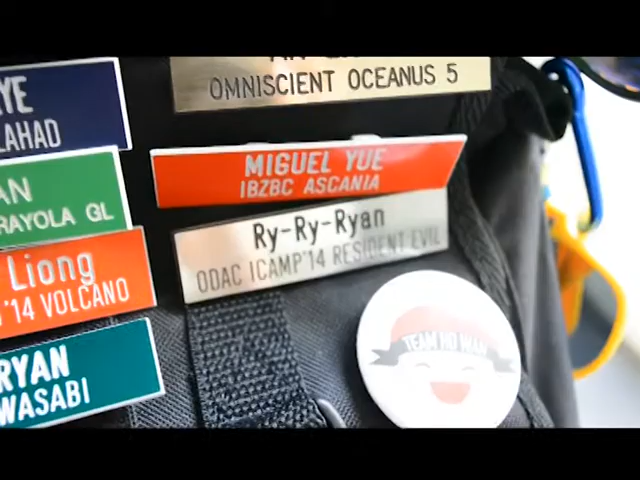 OMNISCIENT OCEANUS 5
MIGUEL YUE
IBZBC ASCANIA
Ry-Ry-Ryan
ODAC ICAMP'14 RESIDENT EVIL
TEAM HO WAN
YE
LAHAD
AN
RAYOLA GL
Liong
'14 VOLCANO
RYAN
WASABI